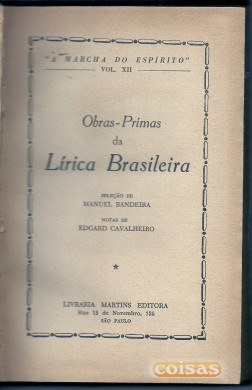 "A MARCHA DO ESPÍRITO"
VOL. XII
Obras-Primas
da
Lírica Brasileira
SELEÇÃO DE
MANUEL BANDEIRA
NOTAS DE
EDGARD CAVALHEIRO
LIVRARIA MARTINS EDITORA
Rua 15 de Novembro, 135
SÃO PAULO
coisas